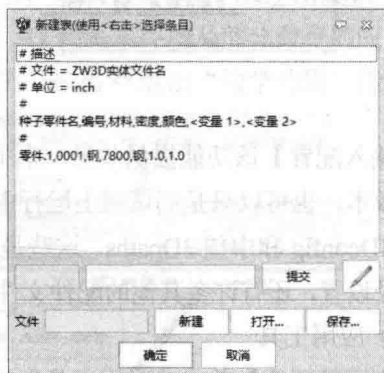 新建表(使用<右击>选择条目)
# 描述
# 文件 = ZW3D实体文件名
# 单位 = inch
#
种子零件名,编号,材料,密度,颜色,<变量 1>,<变量 2>
#
零件.1,0001,钢,7800,钢,1.0,1.0
提交
文件
新建
打开...
保存...
确定
取消